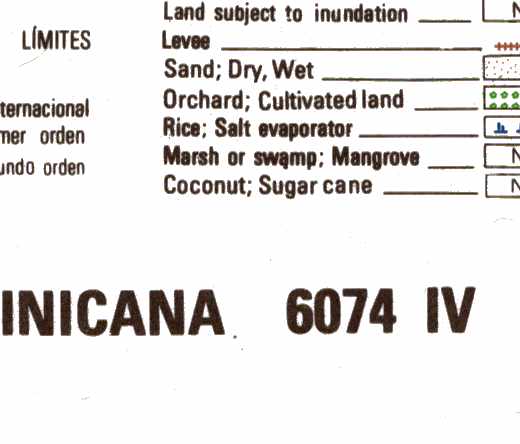 Land subject to inundation
LÍMITES
Levee
Sand; Dry, Wet
ternacional
Orchard; Cultivated land
mer orden
Rice; Salt evaporator
undo orden
Marsh or swamp; Mangrove
Coconut; Sugar cane
INICANA 6074 IV